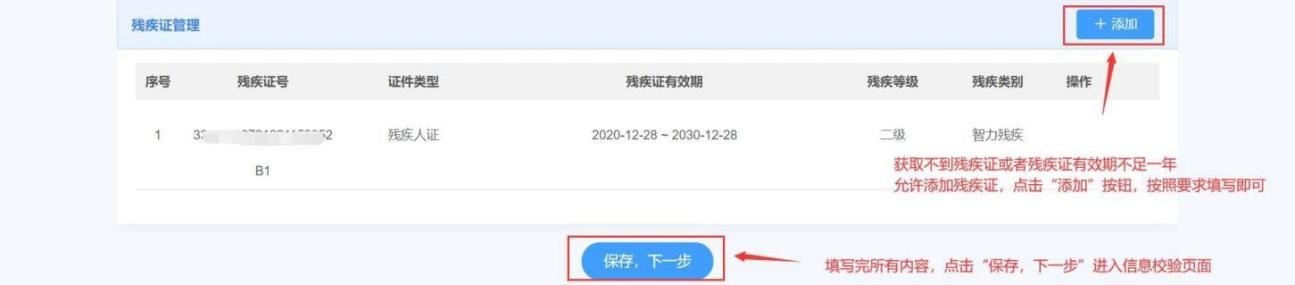 残疾证管理
+ 添加
序号 残疾证号 证件类型 残疾证有效期 残疾等级 残疾类别 操作
1 残疾人证 2020-12-28 ~ 2030-12-28 二级 智力残疾
B1
获取不到残疾证或者残疾证有效期不足一年
允许添加残疾证，点击“添加”按钮，按照要求填写即可
保存，下一步
填写完所有内容，点击“保存，下一步”进入信息校验页面